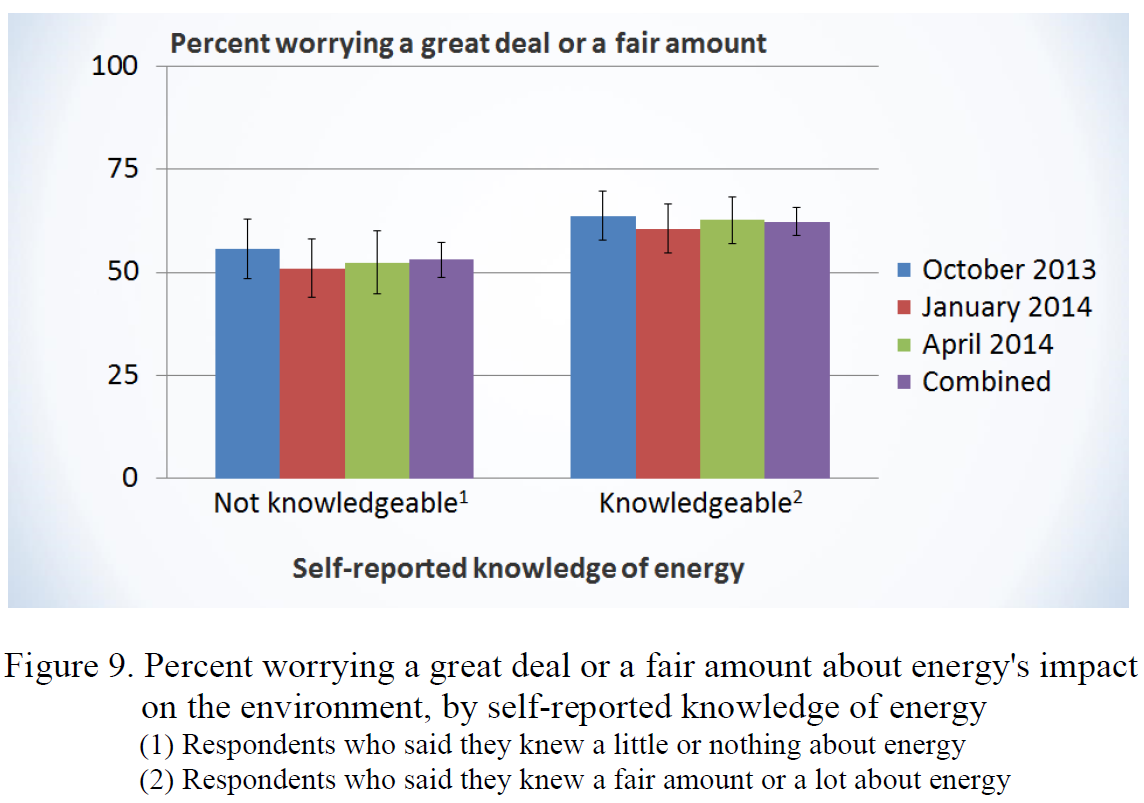 Percent worrying a great deal or a fair amount
100
75
50
25
0
Not knowledgeable¹
Knowledgeable²
Self-reported knowledge of energy
October 2013
January 2014
April 2014
Combined
Figure 9. Percent worrying a great deal or a fair amount about energy's impact
on the environment, by self-reported knowledge of energy
(1) Respondents who said they knew a little or nothing about energy
(2) Respondents who said they knew a fair amount or a lot about energy